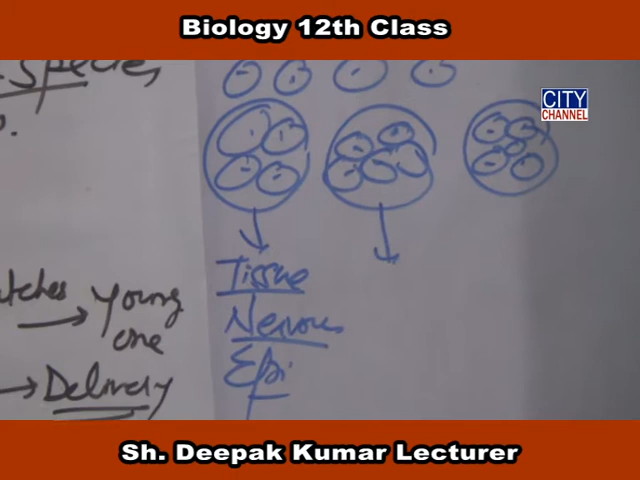 Biology 12th Class
CITY
CHANNEL
Species
Young
one
Delivery
Tissue
Nervous
Epi
Sh. Deepak Kumar Lecturer